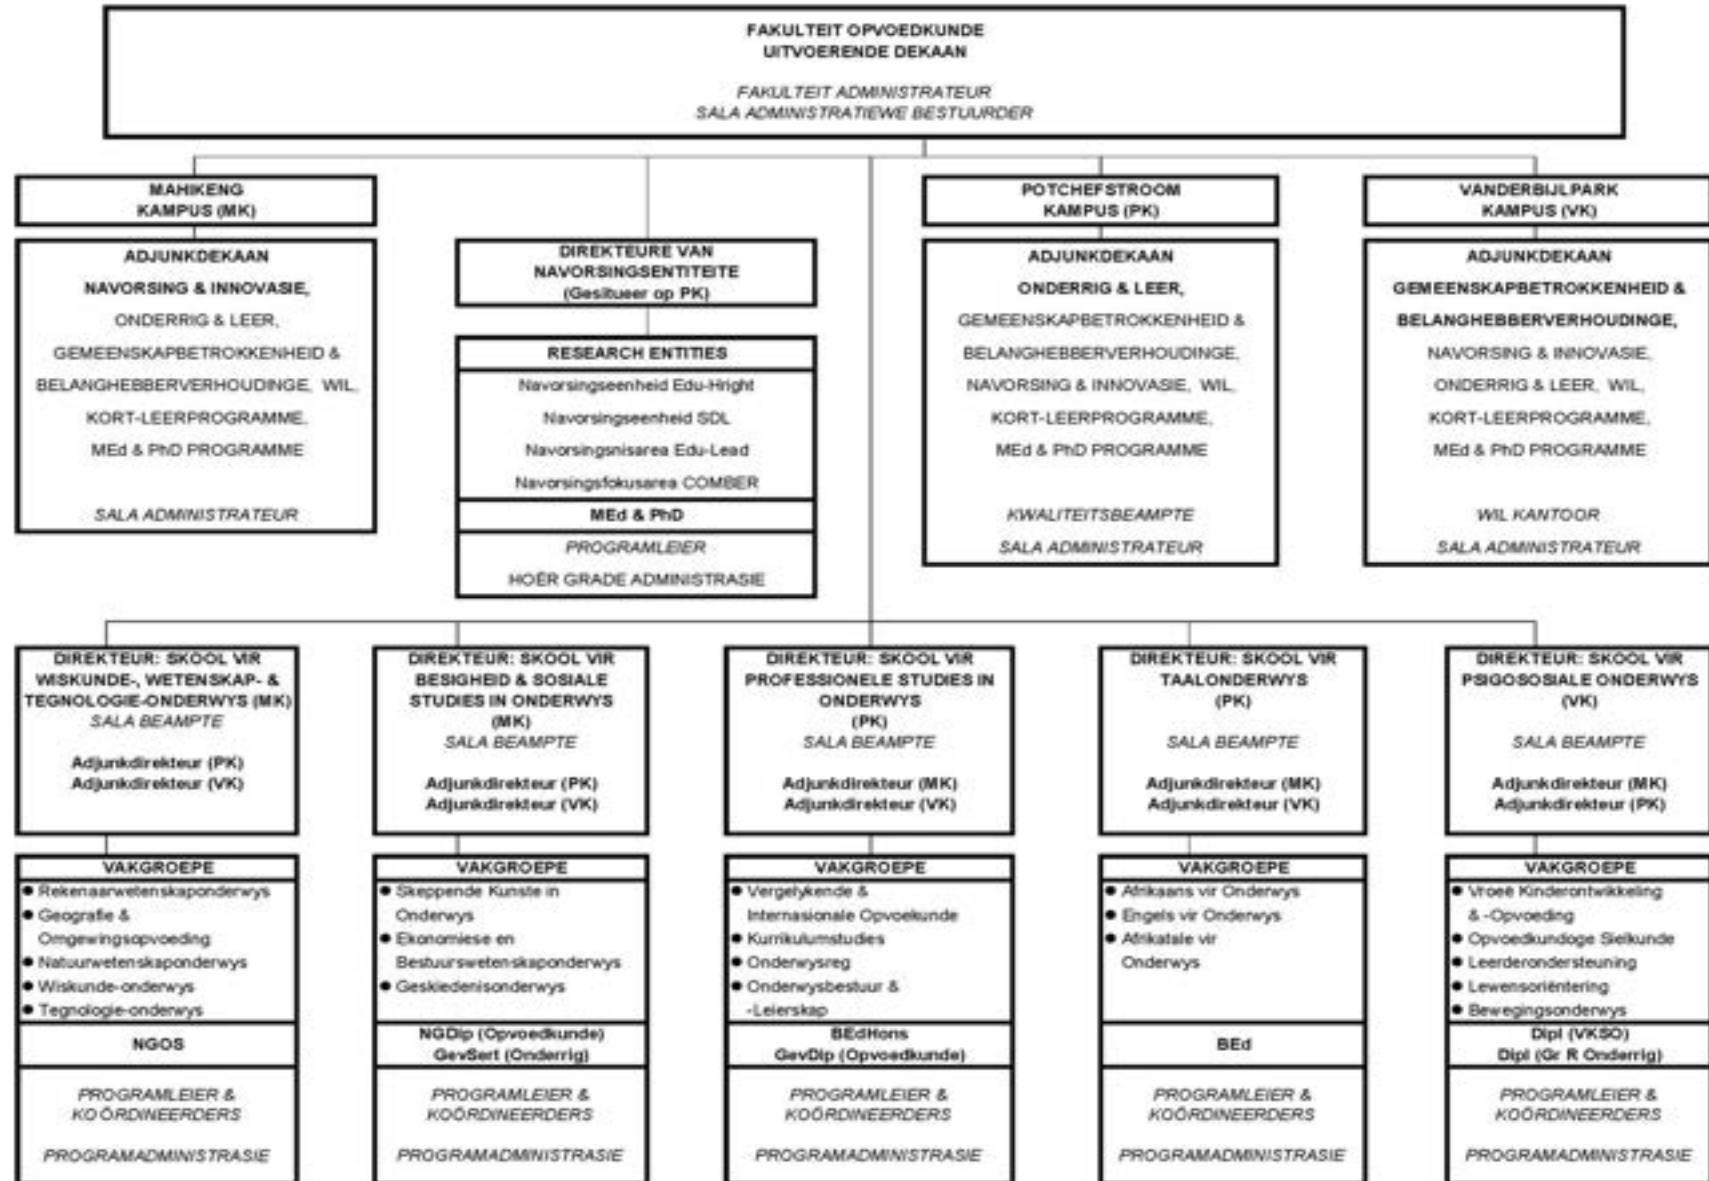 FAKULTEIT OPVOEDKUNDE
UITVOERENDE DEKAAN
FAKULTEIT ADMINISTRATEUR
SALA ADMINISTRATIEWE BESTUURDER
MAHIKENG
KAMPUS (MK)
ADJUNKDEKAAN
NAVORSING & INNOVASIE,
ONDERRIG & LEER,
GEMEENSKAPBETROKKENHEID &
BELANGHEBBERVERHOUDINGE, WIL,
KORT-LEERPROGRAMME,
MEd & PhD PROGRAMME
SALA ADMINISTRATEUR
DIREKTEURE VAN
NAVORSINGSENTITEITE
(Gesitueer op PK)
RESEARCH ENTITIES
Navorsingseenheid Edu-Hright
Navorsingseenheid SDL
Navorsingsnisarea Edu-Lead
Navorsingsfokusarea COMBER
MEd & PhD
PROGRAMLEIER
HOËR GRADE ADMINISTRASIE
POTCHEFSTROOM
KAMPUS (PK)
ADJUNKDEKAAN
ONDERRIG & LEER,
GEMEENSKAPBETROKKENHEID &
BELANGHEBBERVERHOUDINGE,
NAVORSING & INNOVASIE, WIL,
KORT-LEERPROGRAMME,
MEd & PhD PROGRAMME
KWALITEITSBEAMPTE
SALA ADMINISTRATEUR
VANDERBIJLPARK
KAMPUS (VK)
ADJUNKDEKAAN
GEMEENSKAPBETROKKENHEID &
BELANGHEBBERVERHOUDINGE,
NAVORSING & INNOVASIE,
ONDERRIG & LEER, WIL,
KORT-LEERPROGRAMME,
MEd & PhD PROGRAMME
WIL KANTOOR
SALA ADMINISTRATEUR
DIREKTEUR: SKOOL VIR
WISKUNDE-, WETENSKAP- &
TEGNOLOGIE-ONDERWYS (MK)
SALA BEAMPTE
Adjunkdirekteur (PK)
Adjunkdirekteur (VK)
VAKGROEPE
● Rekenaarwetenskaponderwys
● Geografie &
Omgewingsopvoeding
● Natuurwetenskaponderwys
● Wiskunde-onderwys
● Tegnologie-onderwys
NGOS
PROGRAMLEIER &
KOÖRDINEERDERS
PROGRAMADMINISTRASIE
DIREKTEUR: SKOOL VIR
BESIGHEID & SOSIALE
STUDIES IN ONDERWYS
(MK)
SALA BEAMPTE
Adjunkdirekteur (PK)
Adjunkdirekteur (VK)
VAKGROEPE
● Skeppende Kunste in
Onderwys
● Ekonomiese en
Bestuurswetenskaponderwys
● Geskiedenisonderwys
NGDip (Opvoedkunde)
GevSert (Onderrig)
PROGRAMLEIER &
KOÖRDINEERDERS
PROGRAMADMINISTRASIE
DIREKTEUR: SKOOL VIR
PROFESSIONELE STUDIES IN
ONDERWYS
(PK)
SALA BEAMPTE
Adjunkdirekteur (MK)
Adjunkdirekteur (VK)
VAKGROEPE
● Vergelykende &
Internasionale Opvoekunde
● Kurrikulumstudies
● Onderwysreg
● Onderwysbestuur &
-Leierskap
BEdHons
GevDip (Opvoedkunde)
PROGRAMLEIER &
KOÖRDINEERDERS
PROGRAMADMINISTRASIE
DIREKTEUR: SKOOL VIR
TAALONDERWYS
(PK)
SALA BEAMPTE
Adjunkdirekteur (MK)
Adjunkdirekteur (VK)
VAKGROEPE
● Afrikaans vir Onderwys
● Engels vir Onderwys
● Afrikatale vir
Onderwys
BEd
PROGRAMLEIER &
KOÖRDINEERDERS
PROGRAMADMINISTRASIE
DIREKTEUR: SKOOL VIR
PSIGOSOSIALE ONDERWYS
(VK)
SALA BEAMPTE
Adjunkdirekteur (MK)
Adjunkdirekteur (PK)
VAKGROEPE
● Vroeë Kinderontwikkeling
& -Opvoeding
● Opvoedkundoge Sielkunde
● Leerderondersteuning
● Lewensoriëntering
● Bewegingsonderwys
Dipl (VKSO)
Dipl (Gr R Onderrig)
PROGRAMLEIER &
KOÖRDINEERDERS
PROGRAMADMINISTRASIE